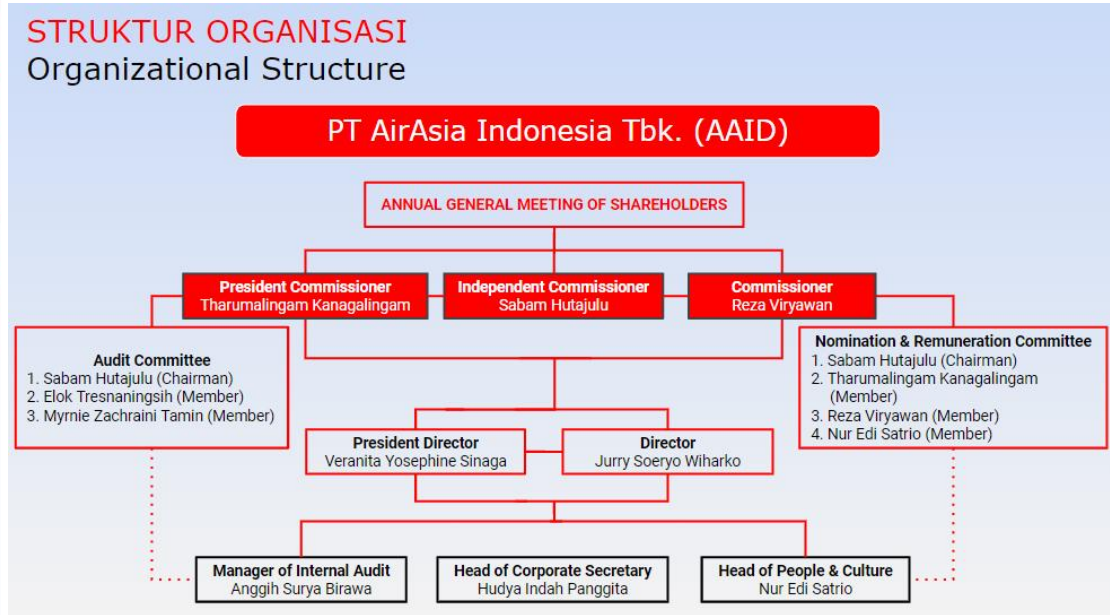 STRUKTUR ORGANISASI
Organizational Structure
PT AirAsia Indonesia Tbk. (AAID)
ANNUAL GENERAL MEETING OF SHAREHOLDERS
President Commissioner
Tharumalingam Kanagalingam
Independent Commissioner
Sabam Hutajulu
Commissioner
Reza Viryawan
Audit Committee
1. Sabam Hutajulu (Chairman)
2. Elok Tresnaningsih (Member)
3. Myrnie Zachraini Tamin (Member)
Nomination & Remuneration Committee
1. Sabam Hutajulu (Chairman)
2. Tharumalingam Kanagalingam
(Member)
3. Reza Viryawan (Member)
4. Nur Edi Satrio (Member)
President Director
Veranita Yosephine Sinaga
Director
Jurry Soeryo Wiharko
Manager of Internal Audit
Anggih Surya Birawa
Head of Corporate Secretary
Hudya Indah Panggita
Head of People & Culture
Nur Edi Satrio